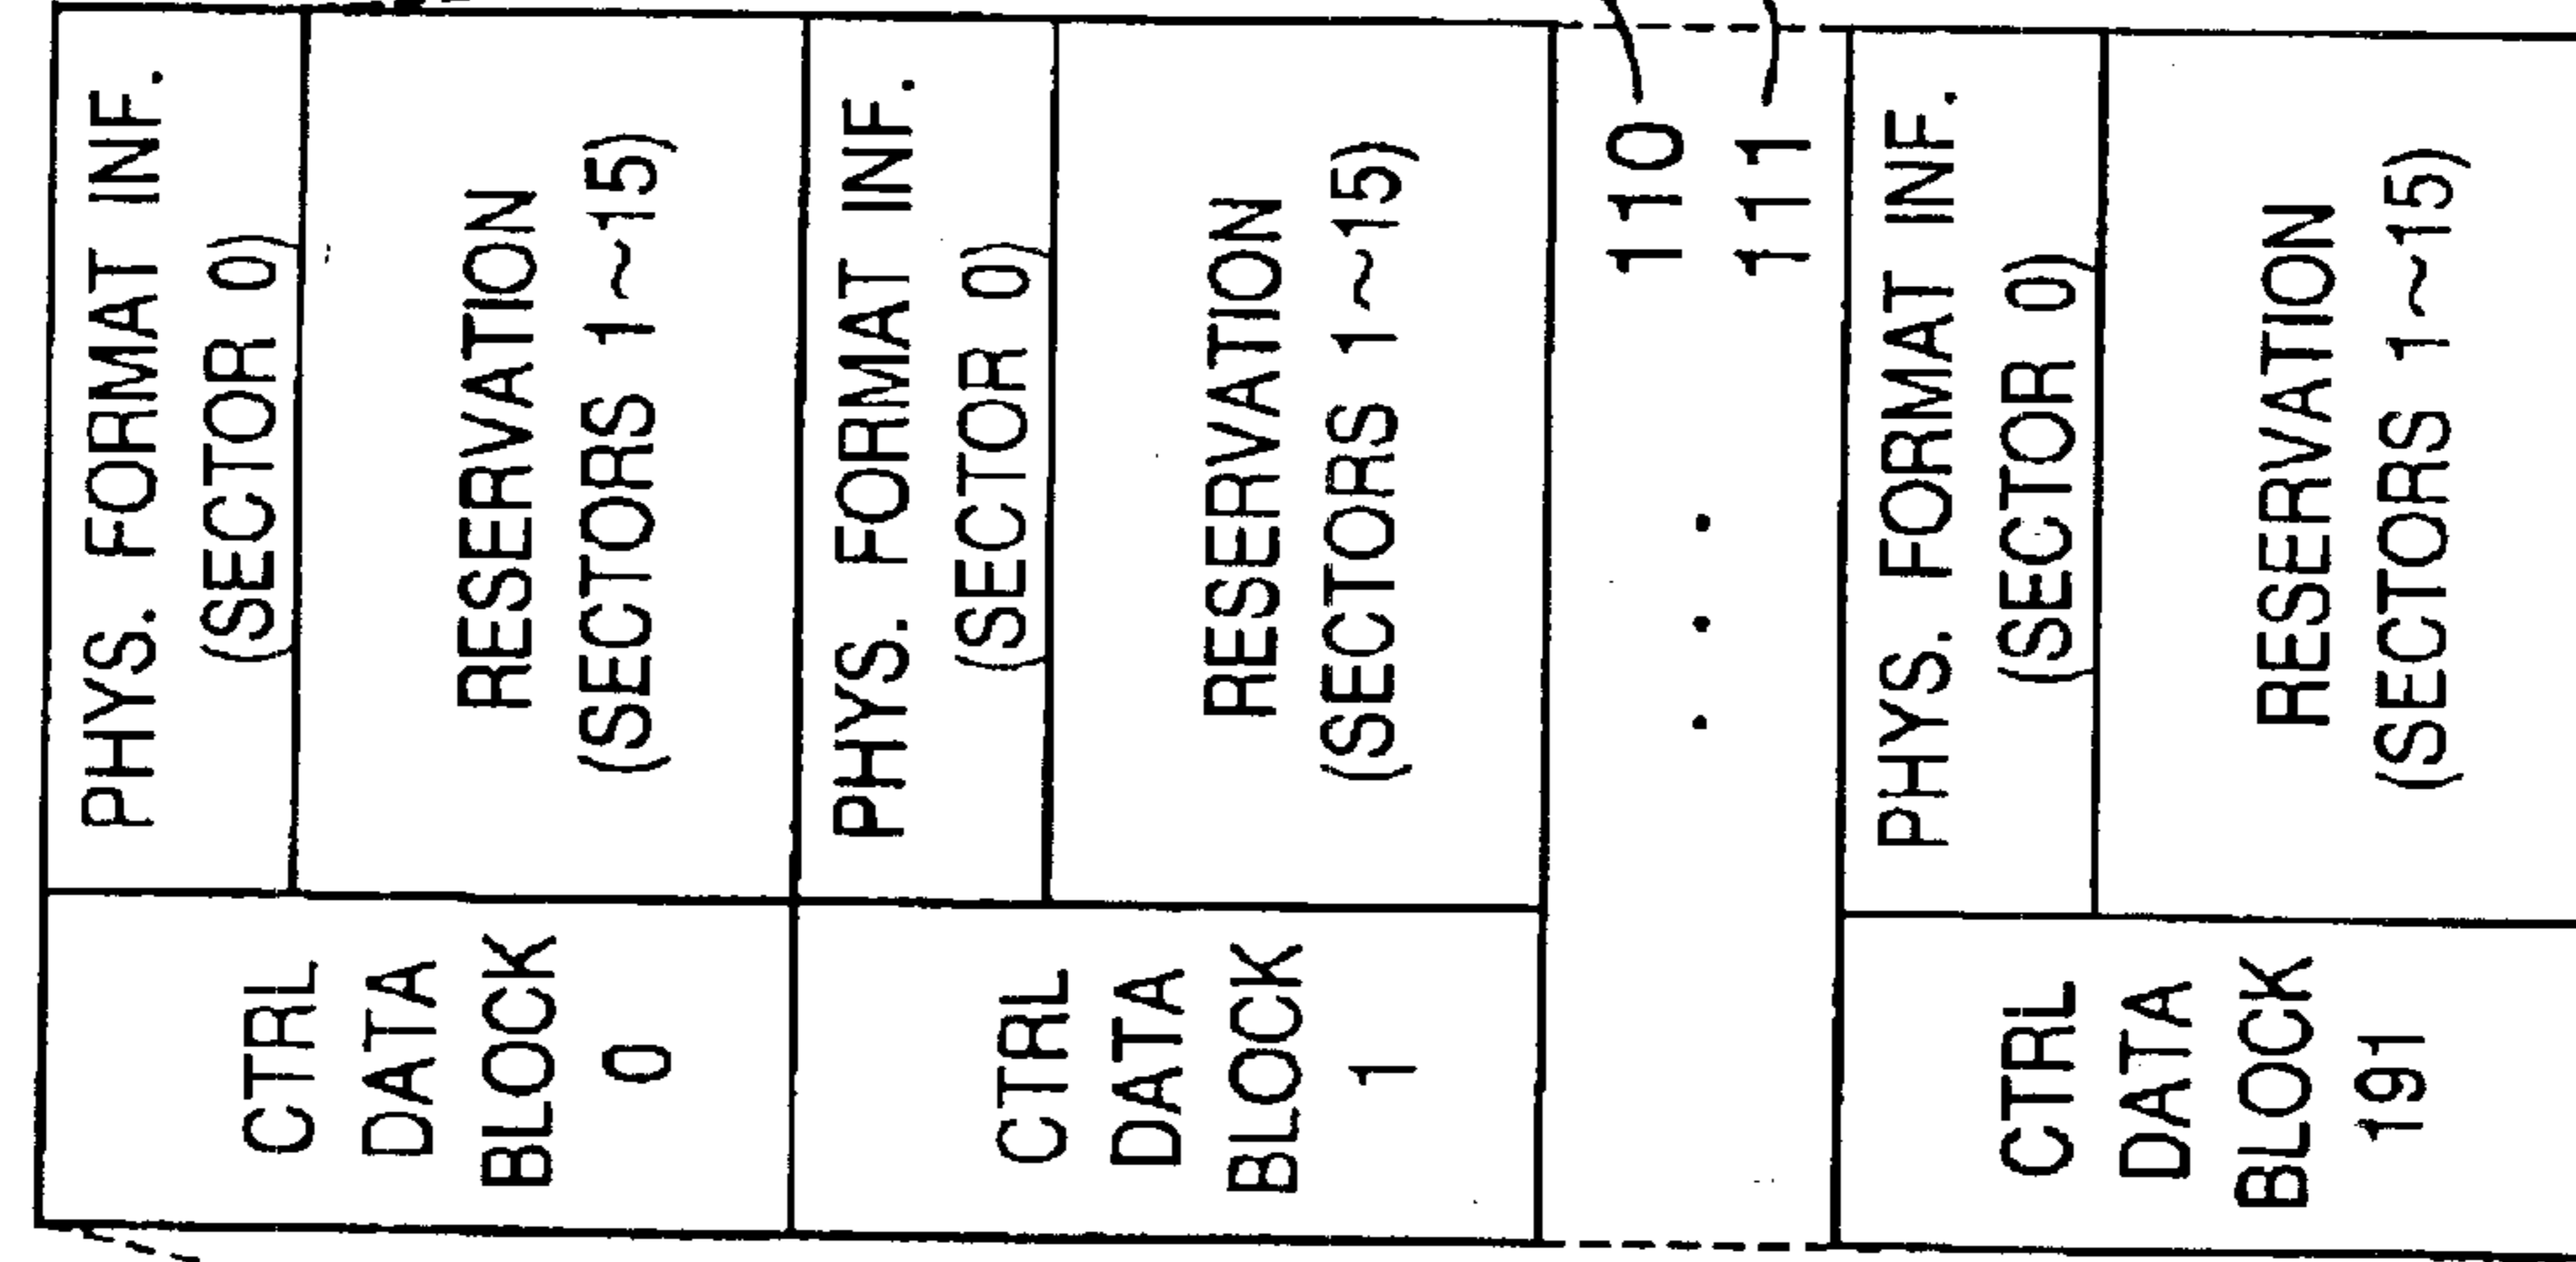 PHYS. FORMAT INF.
(SECTOR 0)
RESERVATION
(SECTORS 1~15)
CTRL
DATA
BLOCK
0
PHYS. FORMAT INF.
(SECTOR 0)
RESERVATION
(SECTORS 1~15)
CTRL
DATA
BLOCK
1
110
111
PHYS. FORMAT INF.
(SECTOR 0)
RESERVATION
(SECTORS 1~15)
CTRL
DATA
BLOCK
191